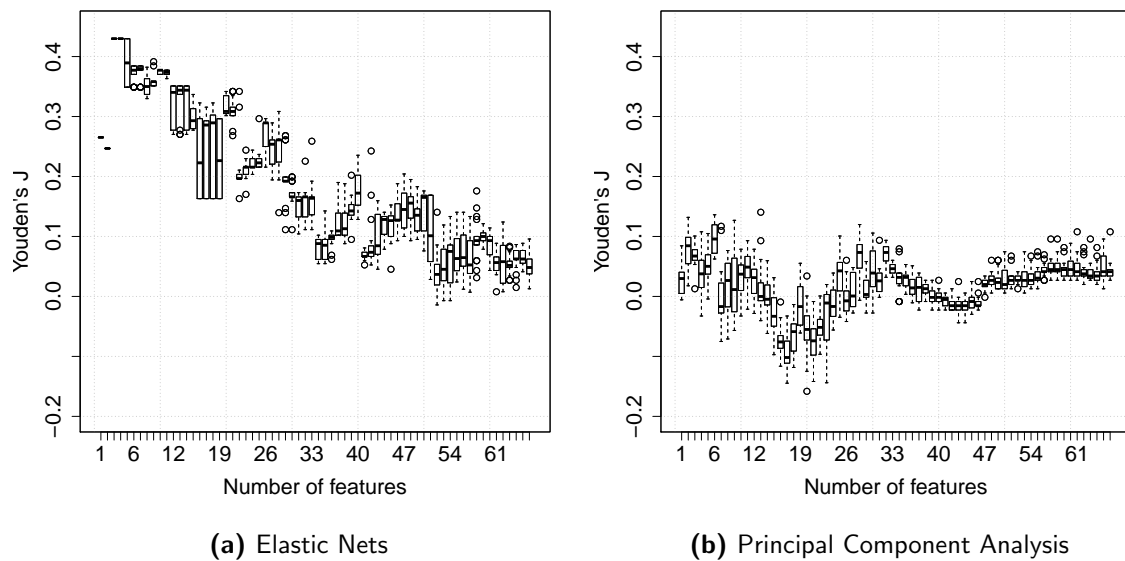 Youden's J
0.4
0.3
0.2
0.1
0.0
−0.2
1 6 12 19 26 33 40 47 54 61
Number of features
(a) Elastic Nets
Youden's J
0.4
0.3
0.2
0.1
0.0
−0.2
1 6 12 19 26 33 40 47 54 61
Number of features
(b) Principal Component Analysis